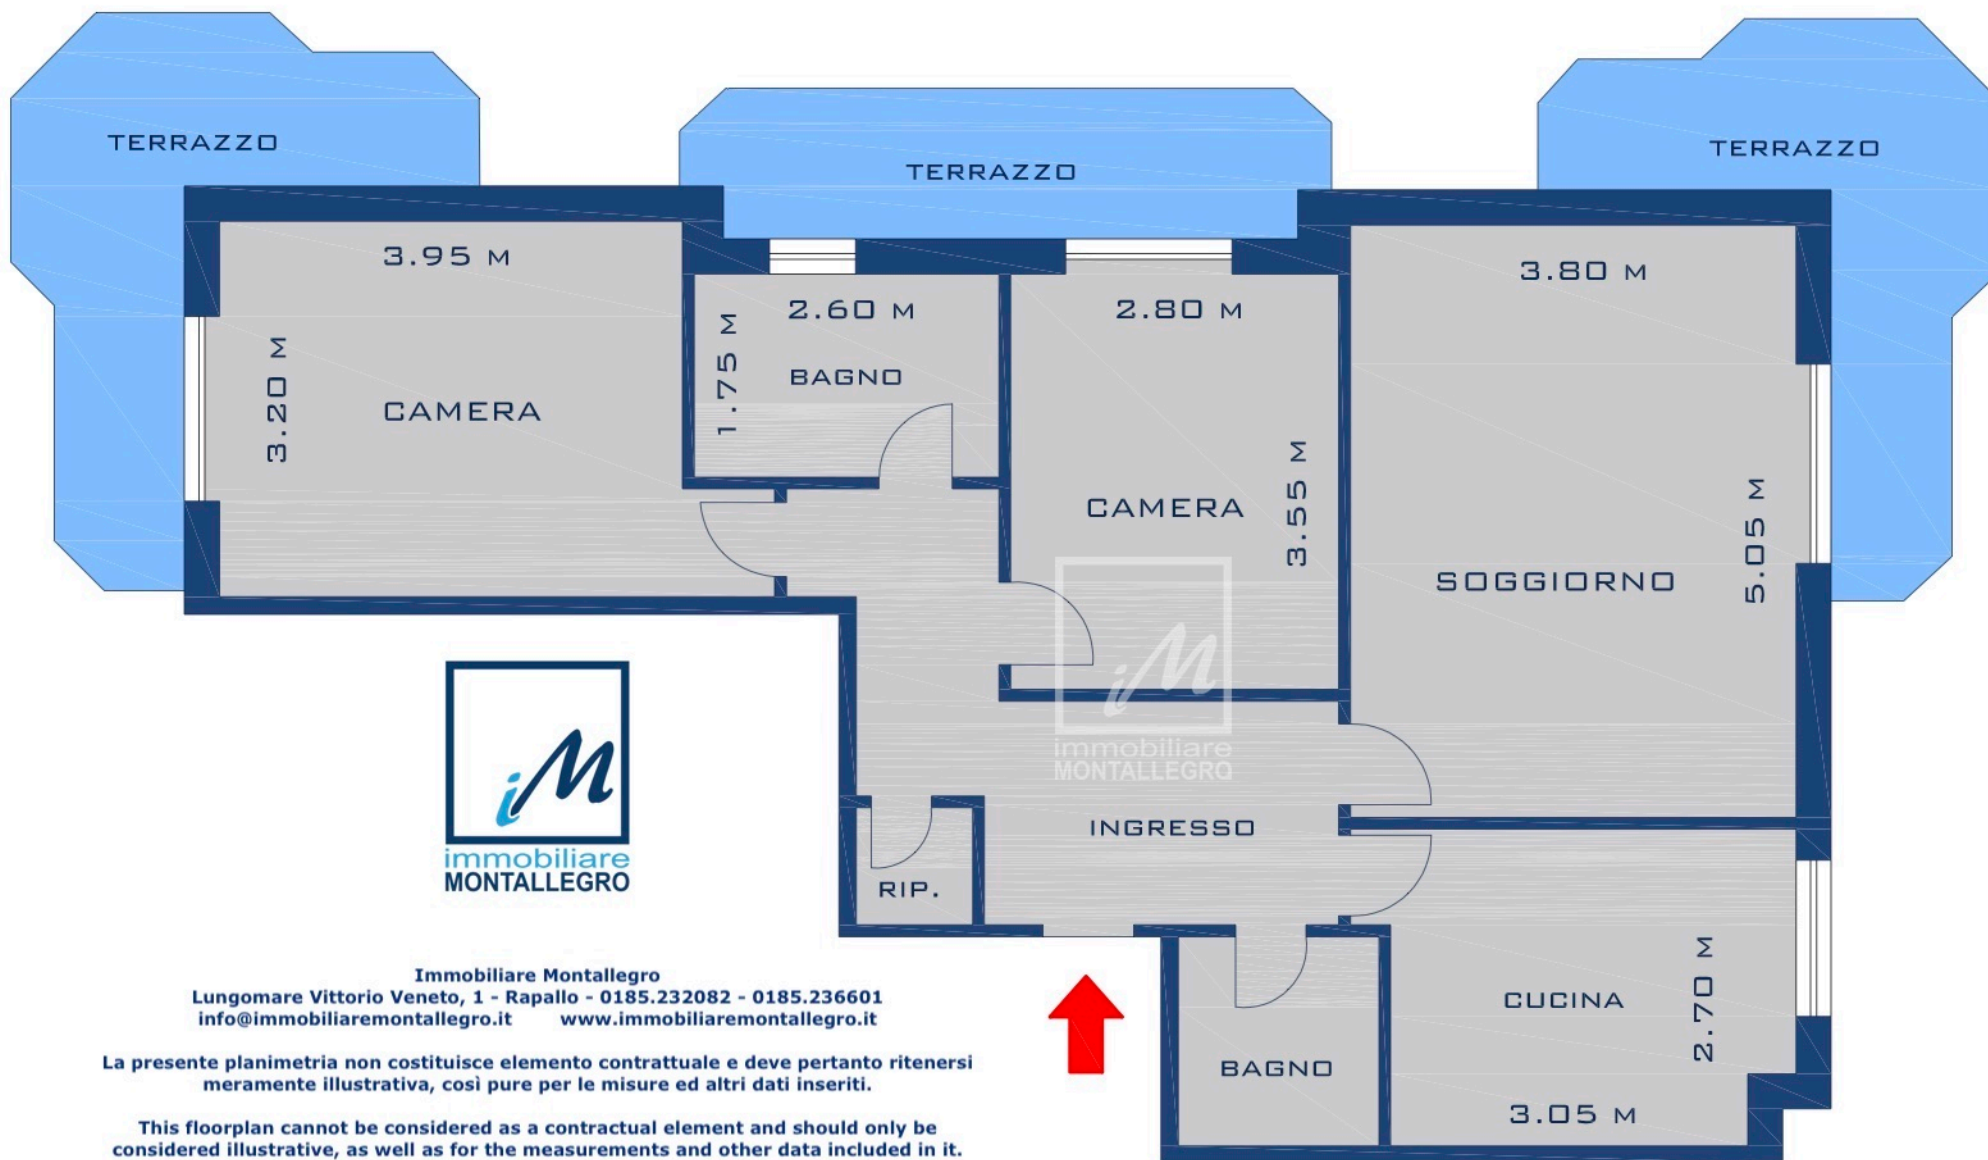 TERRAZZO
TERRAZZO
TERRAZZO
3.95 M
3.20 M
CAMERA
2.60 M
1.75 M
BAGNO
2.80 M
CAMERA
3.55 M
3.80 M
SOGGIORNO
5.05 M
iM
immobiliare
MONTALLEGRO
iM
immobiliare
MONTALLEGRO
INGRESSO
RIP.
BAGNO
CUCINA
2.70 M
3.05 M
Immobiliare Montallegro
Lungomare Vittorio Veneto, 1 - Rapallo - 0185.232082 - 0185.236601
info@immobiliaremontallegro.it www.immobiliaremontallegro.it
La presente planimetria non costituisce elemento contrattuale e deve pertanto ritenersi
meramente illustrativa, così pure per le misure ed altri dati inseriti.
This floorplan cannot be considered as a contractual element and should only be
considered illustrative, as well as for the measurements and other data included in it.